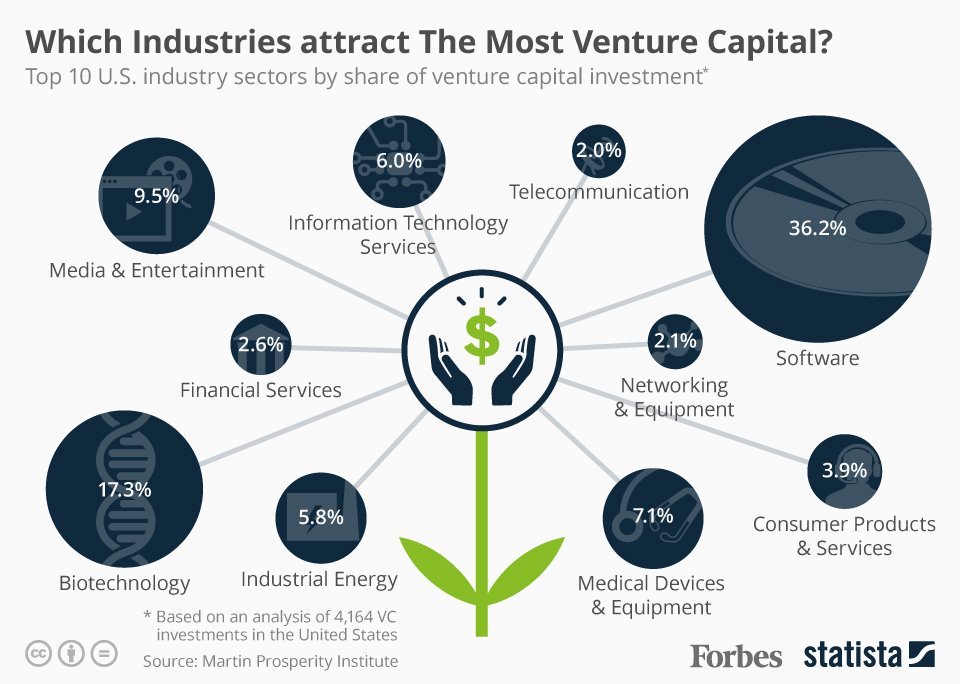 Which Industries attract The Most Venture Capital?
Top 10 U.S. industry sectors by share of venture capital investment*
9.5%
Media & Entertainment
6.0%
Information Technology
Services
2.0%
Telecommunication
36.2%
Software
2.6%
Financial Services
$
2.1%
Networking
& Equipment
17.3%
Biotechnology
5.8%
Industrial Energy
7.1%
Medical Devices
& Equipment
3.9%
Consumer Products
& Services
* Based on an analysis of 4,164 VC
investments in the United States
Source: Martin Prosperity Institute
cc
Forbes
statista